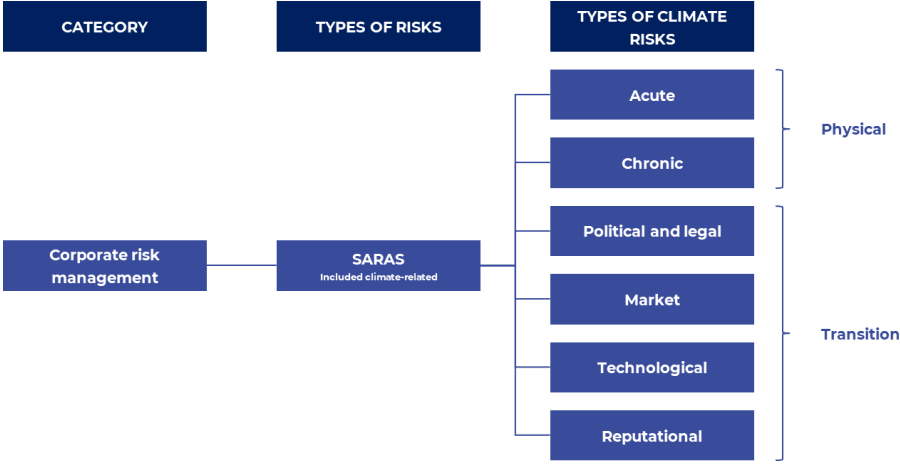 CATEGORY
TYPES OF RISKS
TYPES OF CLIMATE
RISKS
Acute
Chronic
Physical
Political and legal
Market
Technological
Reputational
Transition
Corporate risk
management
SARAS
Included climate-related